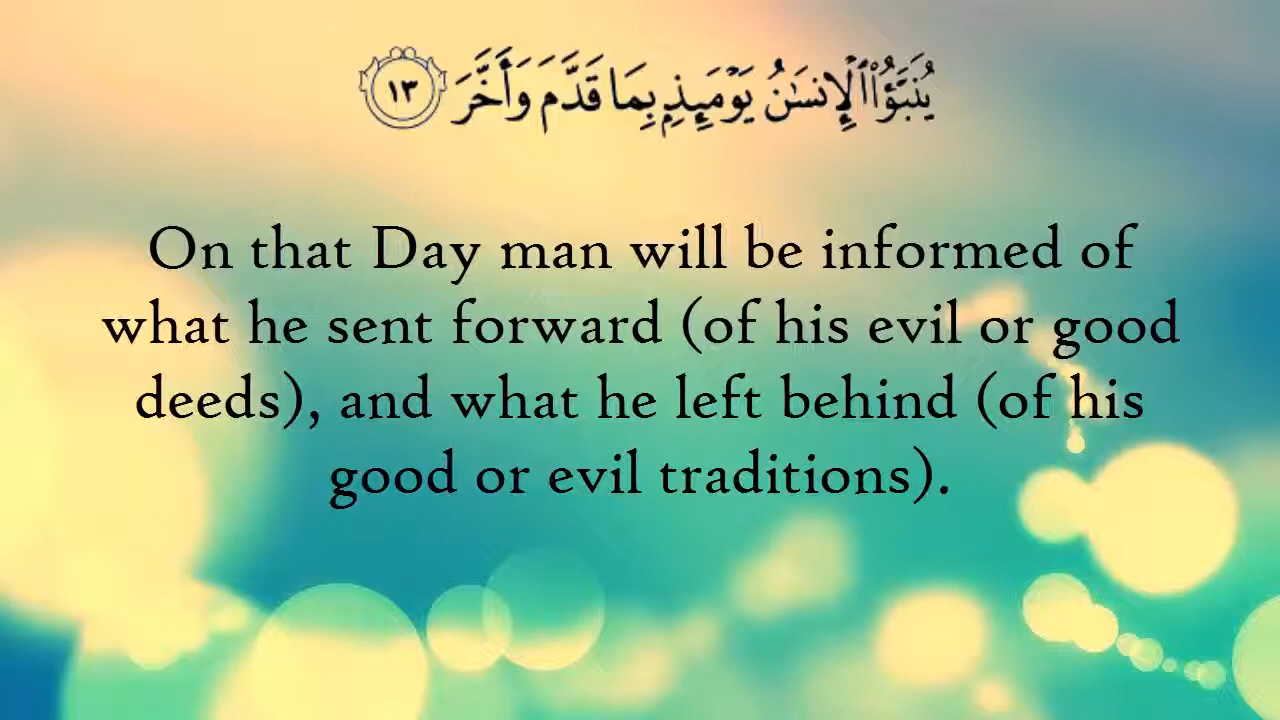 يُنَبَّؤُا۟ ٱلْإِنسَـٰنُ يَوْمَئِذٍۭ بِمَا قَدَّمَ وَأَخَّرَ ١٣
On that Day man will be informed of
what he sent forward (of his evil or good
deeds), and what he left behind (of his
good or evil traditions).